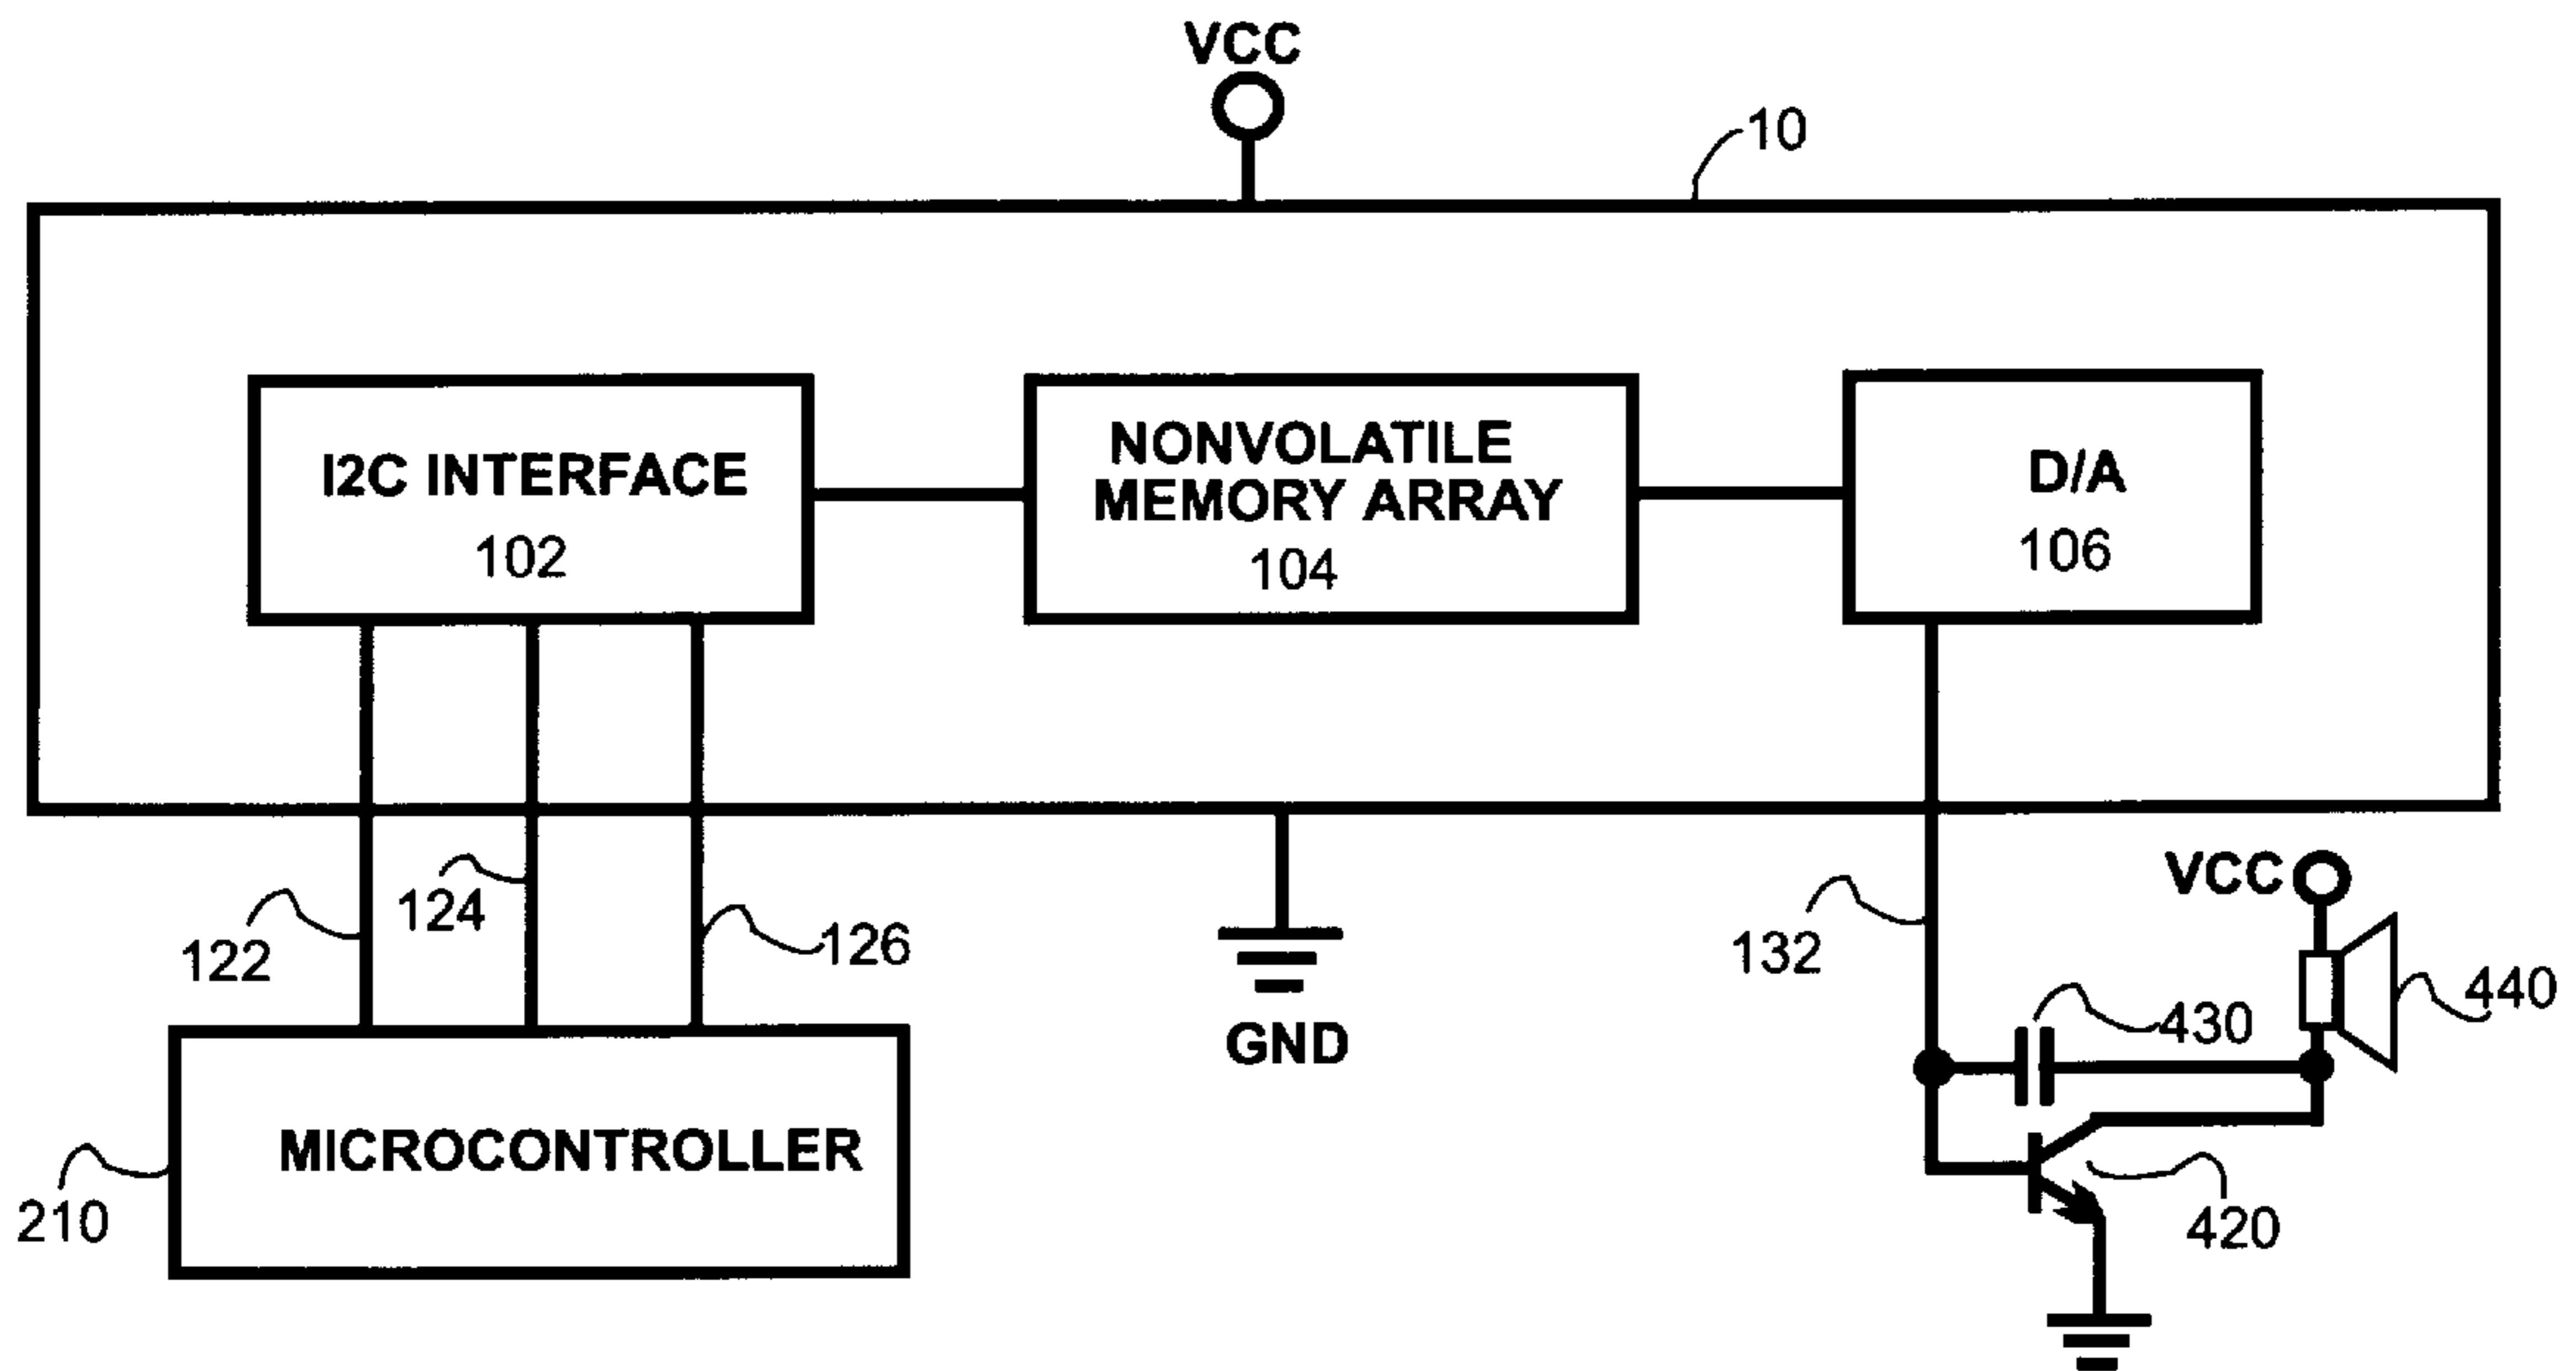 VCC
10
I2C INTERFACE
102
NONVOLATILE
MEMORY ARRAY
104
D/A
106
122
124
126
132
VCC
440
430
GND
MICROCONTROLLER
210
420